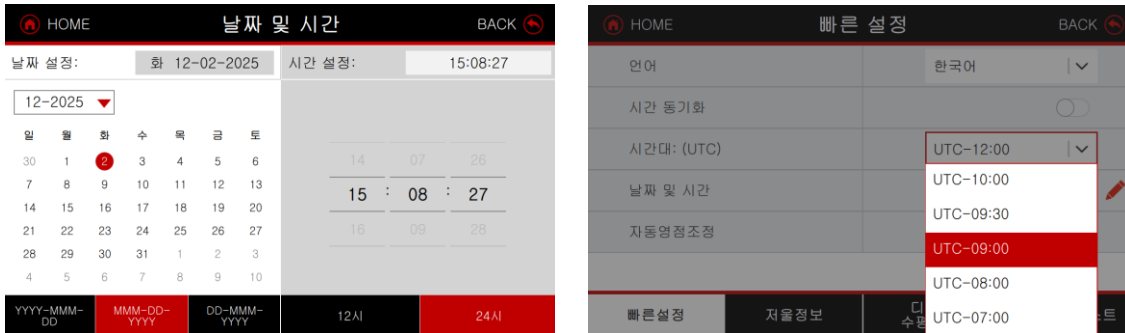 HOME 날짜 및 시간 BACK
날짜 설정: 화 12-02-2025 시간 설정: 15:08:27
12-2025
일 월 화 수 목 금 토
30 1 2 3 4 5 6
7 8 9 10 11 12 13
14 15 16 17 18 19 20
21 22 23 24 25 26 27
28 29 30 31 1 2 3
4 5 6 7 8 9 10
14 07 26
15 : 08 : 27
16 09 28
YYYY-MMM-
DD
MMM-DD-
YYYY
DD-MMM-
YYYY
12시 24시
HOME 빠른 설정 BACK
언어 한국어
시간 동기화
시간대: (UTC) UTC-12:00
UTC-10:00
날짜 및 시간
UTC-09:30
자동영점조정
UTC-09:00
UTC-08:00
UTC-07:00
빠른설정 저울정보 디
수평
스트